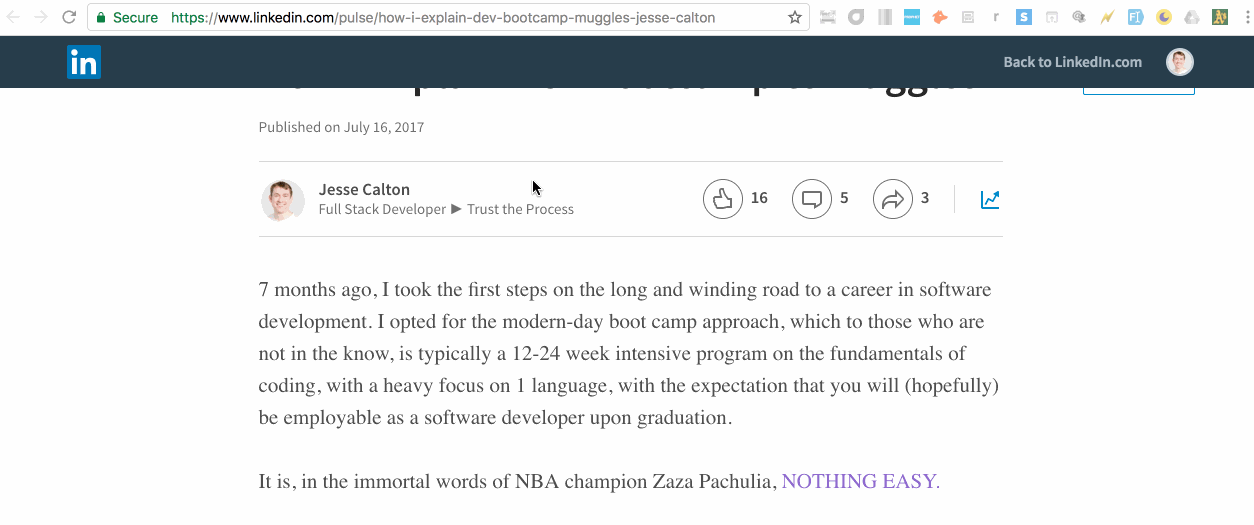 Secure https://www.linkedin.com/pulse/how-i-explain-dev-bootcamp-muggles-jesse-calton
in
Back to LinkedIn.com
Published on July 16, 2017
Jesse Calton
Full Stack Developer ► Trust the Process
16 5 3
7 months ago, I took the first steps on the long and winding road to a career in software
development. I opted for the modern-day boot camp approach, which to those who are
not in the know, is typically a 12-24 week intensive program on the fundamentals of
coding, with a heavy focus on 1 language, with the expectation that you will (hopefully)
be employable as a software developer upon graduation.
It is, in the immortal words of NBA champion Zaza Pachulia, NOTHING EASY.